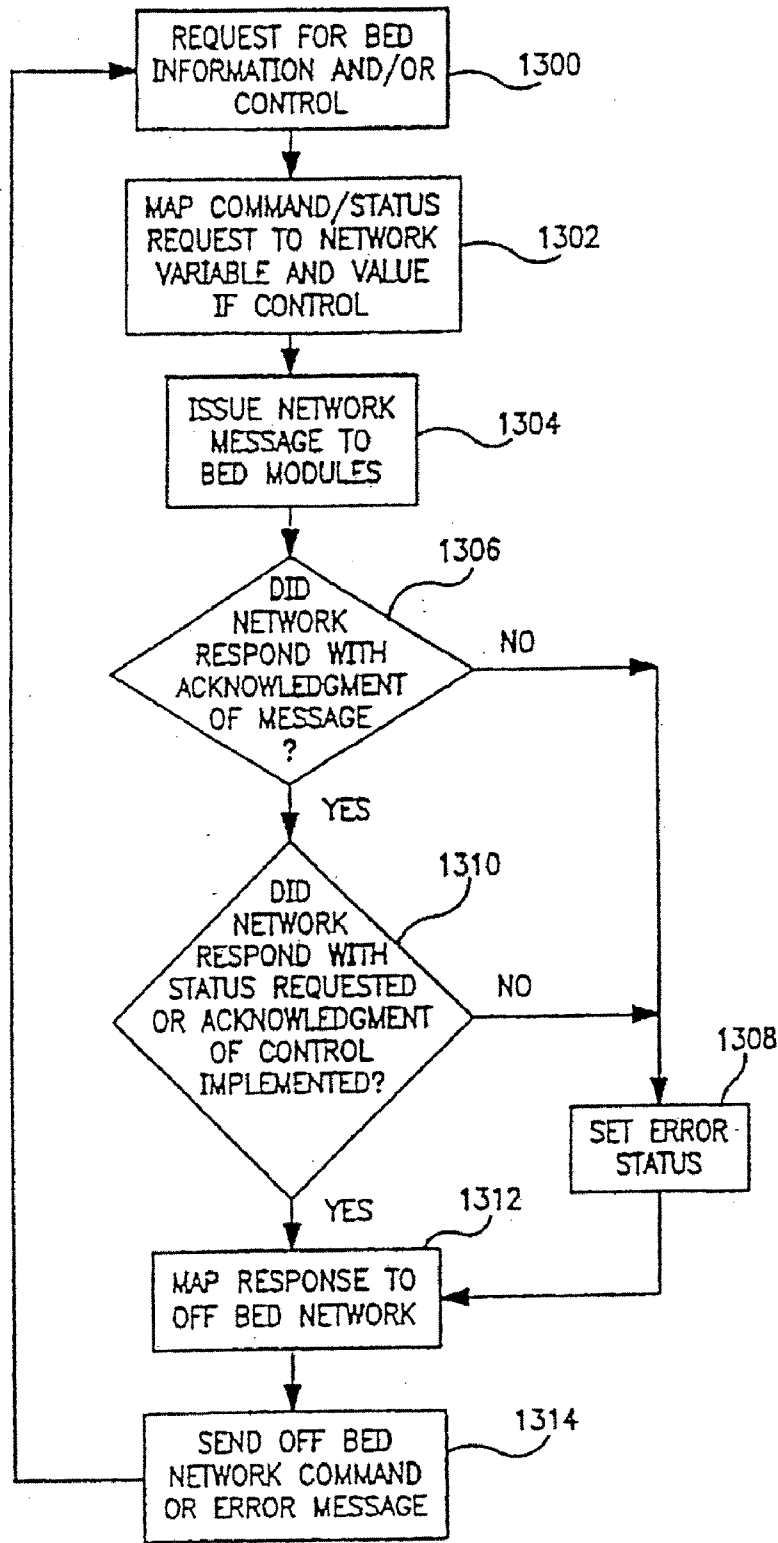 REQUEST FOR BED
INFORMATION AND/OR
CONTROL
1300
MAP COMMAND/STATUS
REQUEST TO NETWORK
VARIABLE AND VALUE
IF CONTROL
1302
ISSUE NETWORK
MESSAGE TO
BED MODULES
1304
1306
DID
NETWORK
RESPOND WITH
ACKNOWLEDGMENT
OF MESSAGE
?
NO
YES
1310
DID
NETWORK
RESPOND WITH
STATUS REQUESTED
OR ACKNOWLEDGMENT
OF CONTROL
IMPLEMENTED?
NO
1308
SET ERROR
STATUS
YES
1312
MAP RESPONSE TO
OFF BED NETWORK
1314
SEND OFF BED
NETWORK COMMAND
OR ERROR MESSAGE